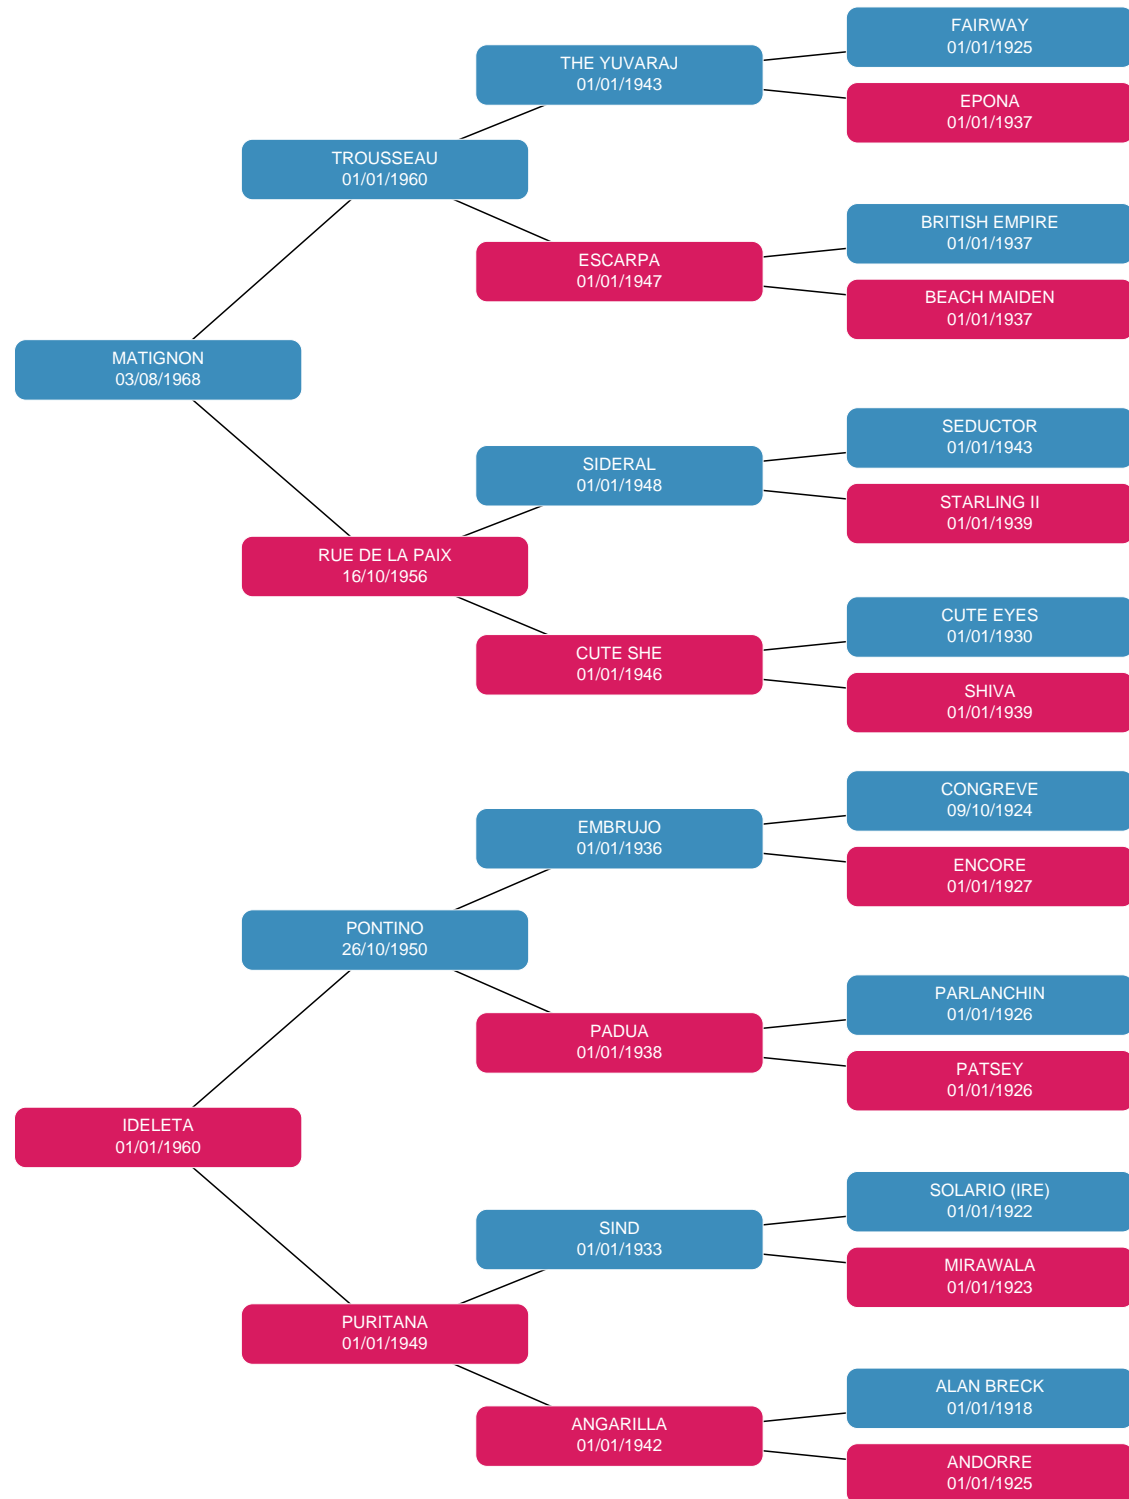 FAIRWAY
01/01/1925
THE YUVARAJ
01/01/1943
EPONA
01/01/1937
TROUSSEAU
01/01/1960
BRITISH EMPIRE
01/01/1937
ESCARPA
01/01/1947
BEACH MAIDEN
01/01/1937
MATIGNON
03/08/1968
SEDUCTOR
01/01/1943
SIDERAL
01/01/1948
STARLING II
01/01/1939
RUE DE LA PAIX
16/10/1956
CUTE EYES
01/01/1930
CUTE SHE
01/01/1946
SHIVA
01/01/1939
CONGREVE
09/10/1924
EMBRUJO
01/01/1936
ENCORE
01/01/1927
PONTINO
26/10/1950
PARLANCHIN
01/01/1926
PADUA
01/01/1938
PATSEY
01/01/1926
IDELETA
01/01/1960
SOLARIO (IRE)
01/01/1922
SIND
01/01/1933
MIRAWALA
01/01/1923
PURITANA
01/01/1949
ALAN BRECK
01/01/1918
ANGARILLA
01/01/1942
ANDORRE
01/01/1925